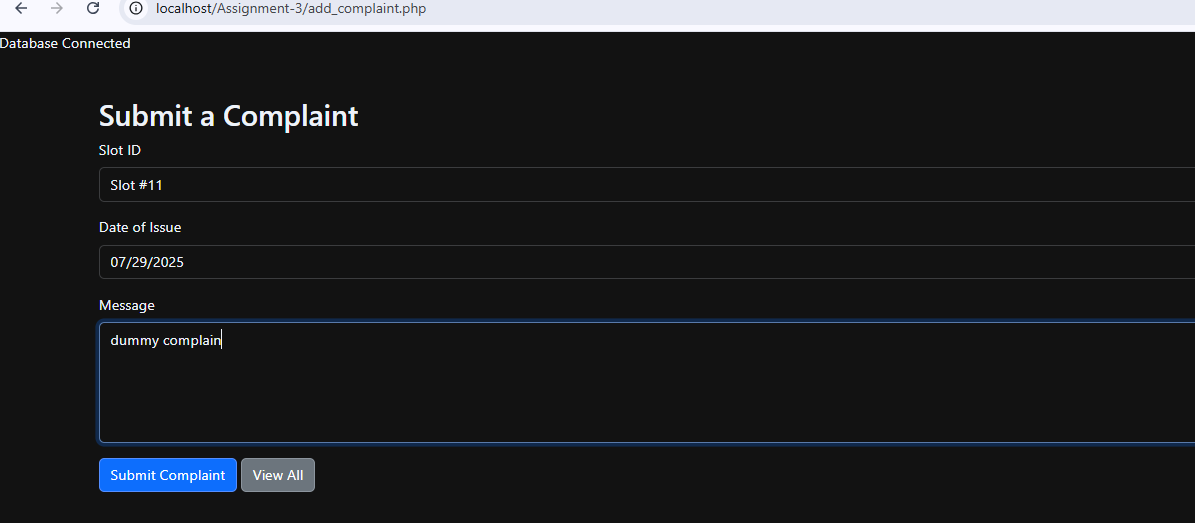 localhost/Assignment-3/add_complaint.php
Database Connected
Submit a Complaint
Slot ID
Slot #11
Date of Issue
07/29/2025
Message
dummy complain
Submit Complaint View All